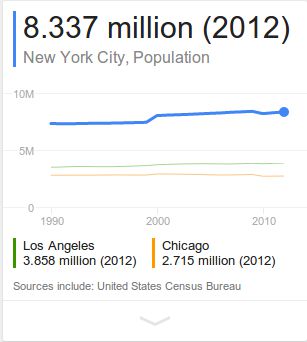 8.337 million (2012)
New York City, Population
10M
5M
0
1990 2000 2010
Los Angeles
3.858 million (2012)
Chicago
2.715 million (2012)
Sources include: United States Census Bureau